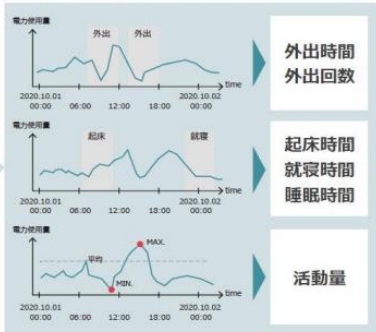 電力使用量
外出
外出
time
2020.10.01
00:00
06:00
12:00
18:00
2020.10.02
00:00
外出時間
外出回数
電力使用量
起床
就寝
time
2020.10.01
00:00
06:00
12:00
18:00
2020.10.02
00:00
起床時間
就寝時間
睡眠時間
電力使用量
平均
MAX.
MIN.
time
2020.10.01
00:00
06:00
12:00
18:00
2020.10.02
00:00
活動量